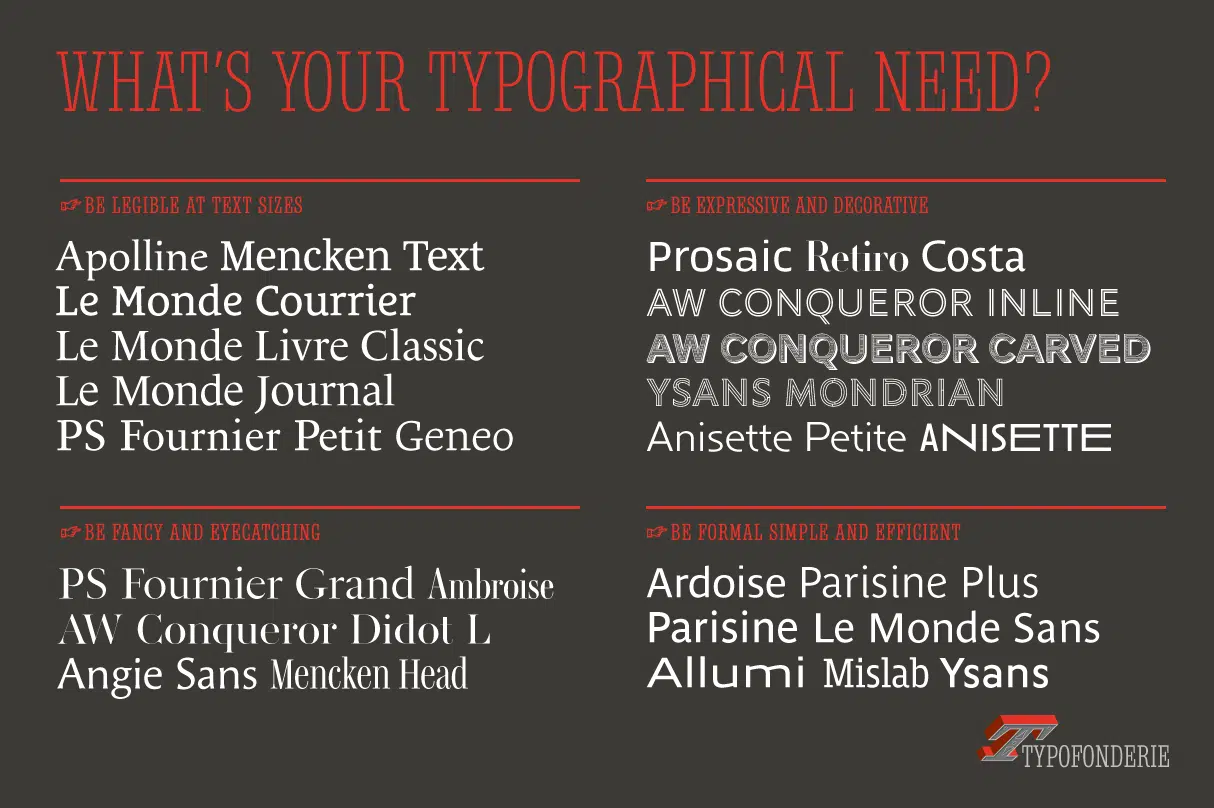 WHAT'S YOUR TYPOGRAPHICAL NEED?
☞BE LEGIBLE AT TEXT SIZES
Apolline Mencken Text
Le Monde Courrier
Le Monde Livre Classic
Le Monde Journal
PS Fournier Petit Geneo
☞BE EXPRESSIVE AND DECORATIVE
Prosaic Retiro Costa
AW CONQUEROR INLINE
AW CONQUEROR CARVED
YSANS MONDRIAN
Anisette Petite ANISETTE
☞BE FANCY AND EYECATCHING
PS Fournier Grand Ambroise
AW Conqueror Didot L
Angie Sans Mencken Head
☞BE FORMAL SIMPLE AND EFFICIENT
Ardoise Parisine Plus
Parisine Le Monde Sans
Allumi Mislab Ysans
T TYPOFONDERIE